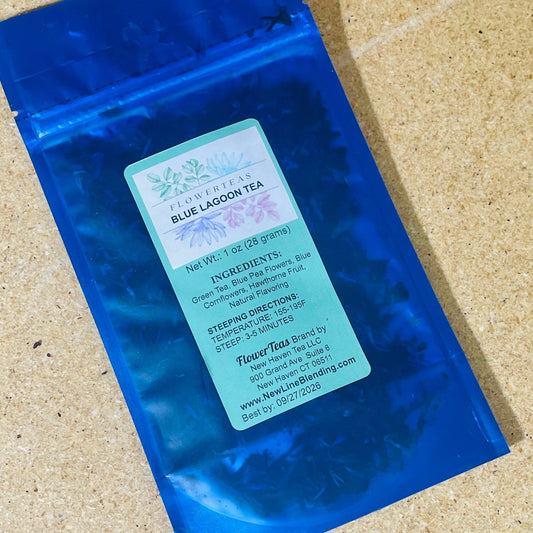 FLOWERTEAS
BLUE LAGOON TEA
Net Wt.: 1 oz (28 grams)
INGREDIENTS:
Green Tea, Blue Pea Flowers, Blue
Cornflowers, Hawthorne Fruit,
Natural Flavoring
STEEPING DIRECTIONS:
TEMPERATURE: 155-195F
STEEP: 3-5 MINUTES
FlowerTeas Brand by
New Haven Tea LLC
900 Grand Ave Suite 6
New Haven CT 06511
www.NewLineBlending.com
Best by: 09/27/2026